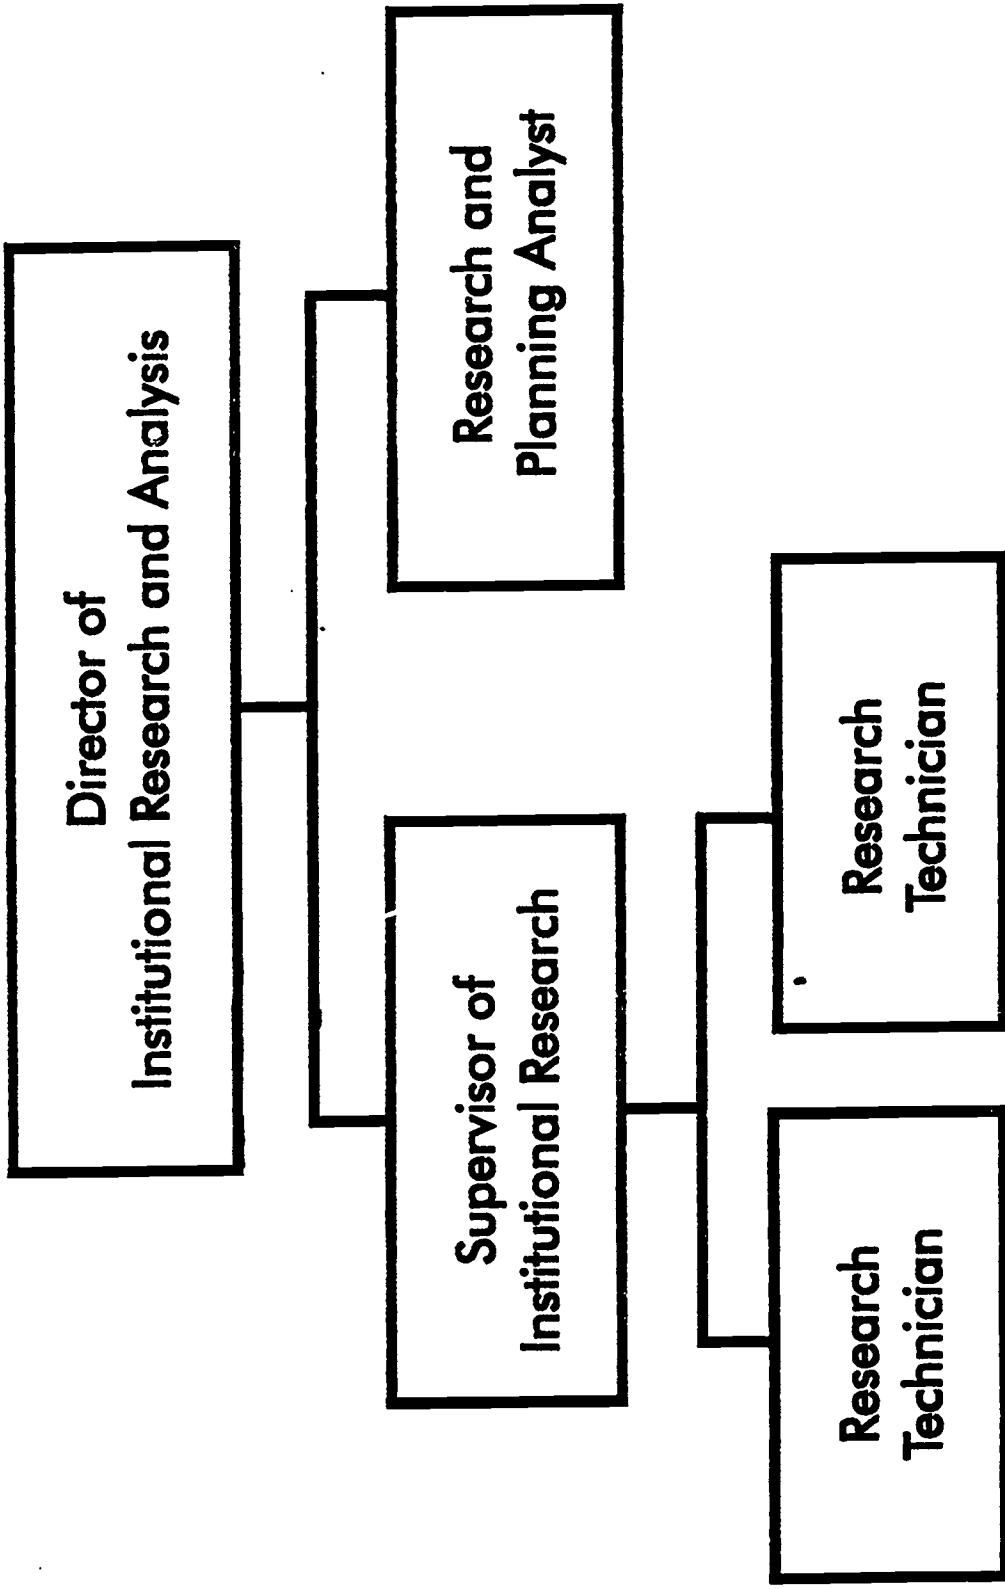 Director of
Institutional Research and Analysis
Supervisor of
Institutional Research
Research and
Planning Analyst
Research
Technician
Research
Technician